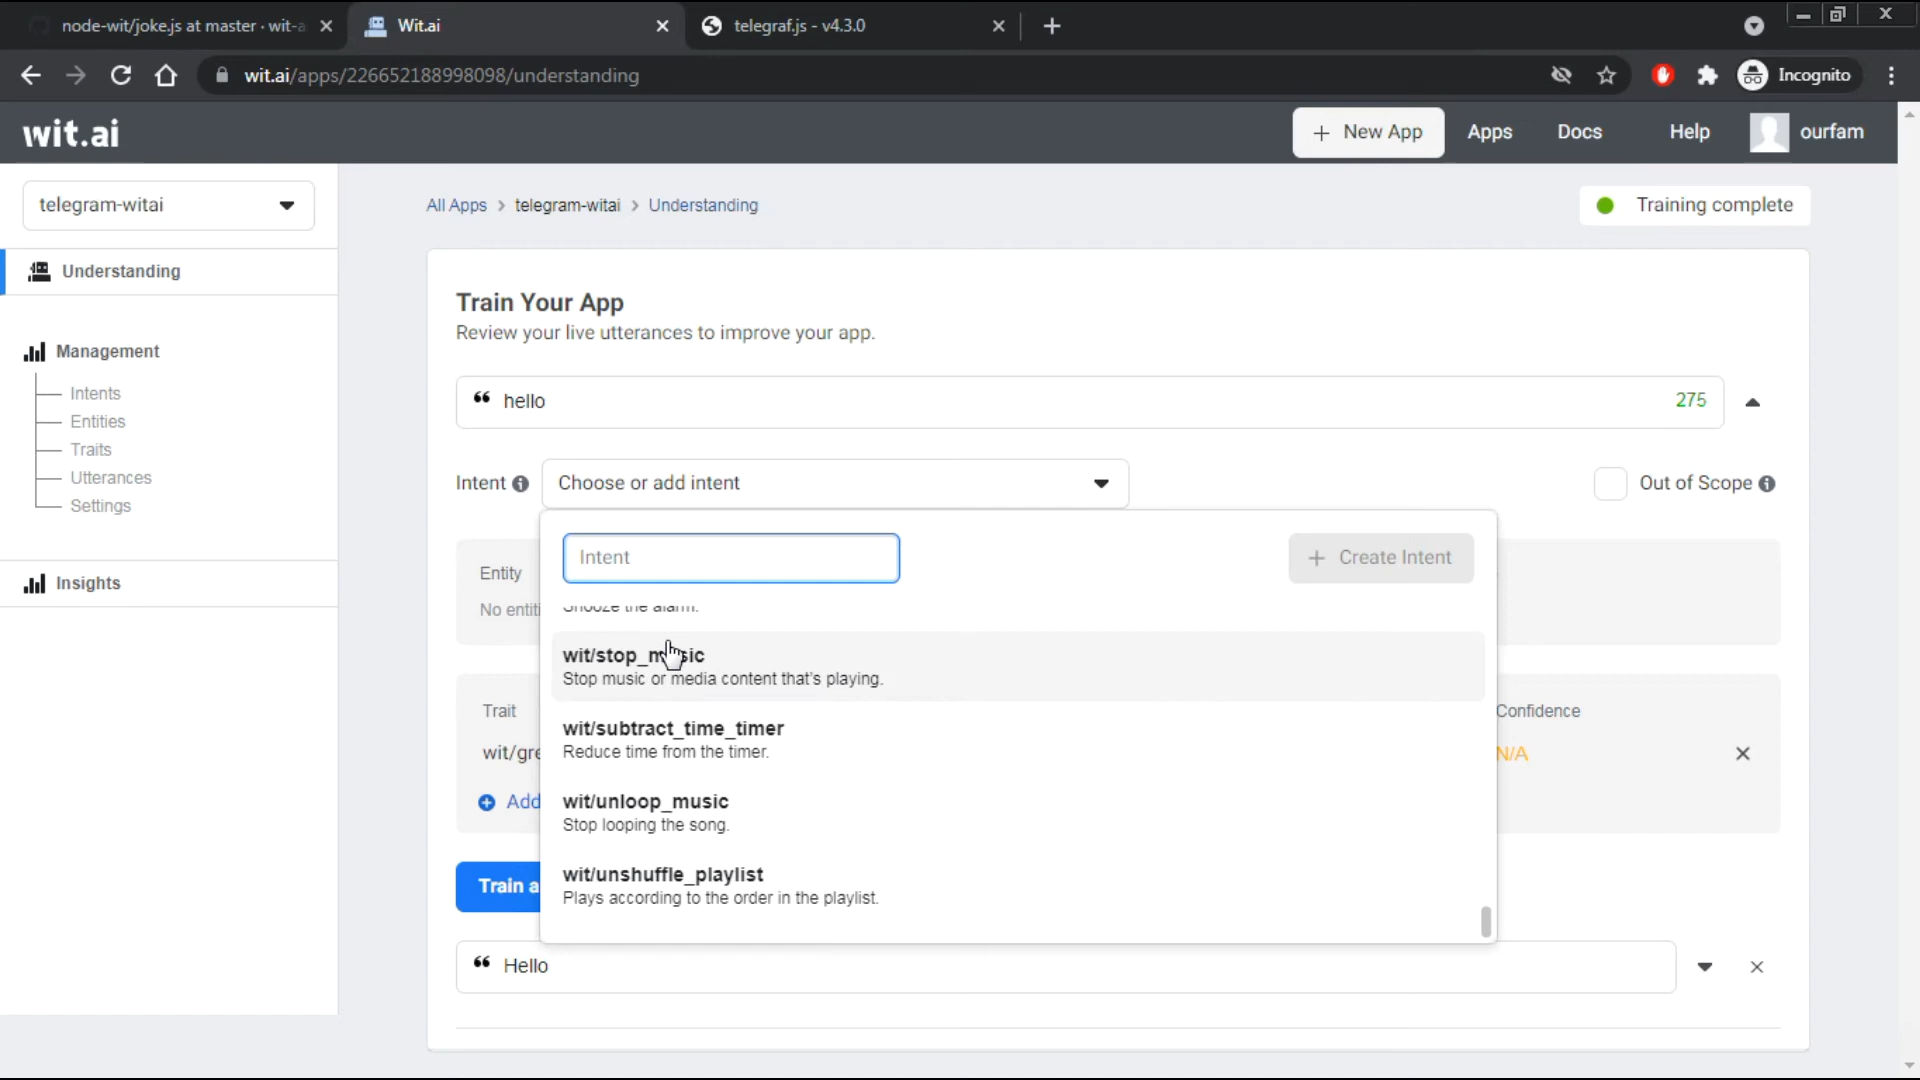 node-wit/joke.js at master · wit-a
Wit.ai
telegraf.js - v4.3.0
wit.ai/apps/226652188998098/understanding
Incognito
wit.ai
+ New App
Apps
Docs
Help
ourfam
telegram-witai
All Apps > telegram-witai > Understanding
Training complete
Understanding
Management
Intents
Entities
Traits
Utterances
Settings
Insights
Train Your App
Review your live utterances to improve your app.
“ hello
275
Intent
Choose or add intent
Out of Scope
Intent
+ Create Intent
Entity
No entiti
Snooze the alarm.
wit/stop_music
Stop music or media content that's playing.
wit/subtract_time_timer
Reduce time from the timer.
wit/unloop_music
Stop looping the song.
wit/unshuffle_playlist
Plays according to the order in the playlist.
Trait
Confidence
wit/gre
N/A
Add
Train a
“ Hello